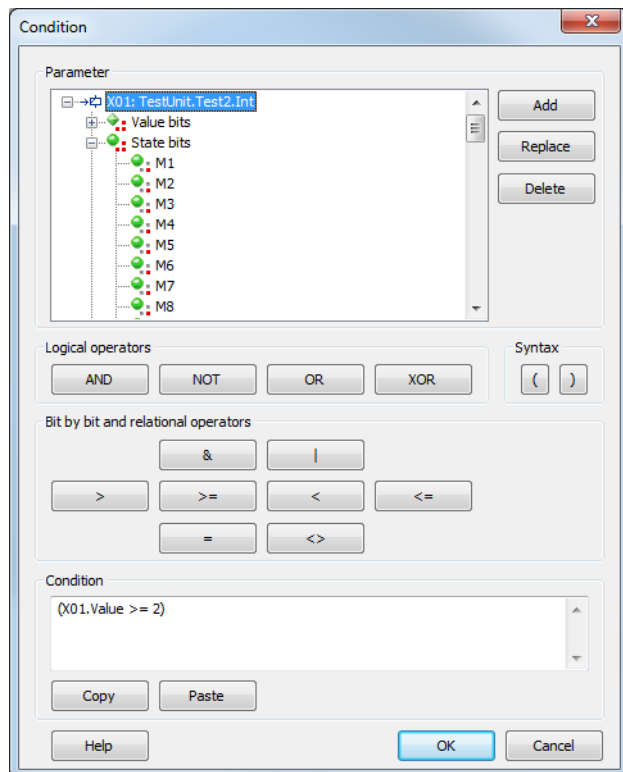 Condition
Parameter
X01: TestUnit.Test2.Int
Value bits
State bits
M1
M2
M3
M4
M5
M6
M7
M8
Add
Replace
Delete
Logical operators
AND NOT OR XOR
Syntax
( )
Bit by bit and relational operators
& |
> >= < <=
= <>
Condition
(X01.Value >= 2)
Copy Paste
Help OK Cancel